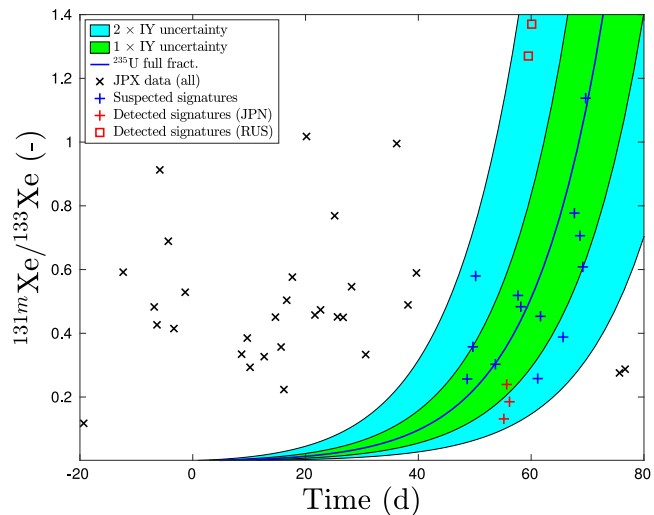 1.4
1.2
1
0.8
0.6
0.4
0.2
-20
0
20
40
60
80
¹³¹ᵐXe/¹³³Xe (-)
Time (d)
2 × IY uncertainty
1 × IY uncertainty
²³⁵U full fract.
JPX data (all)
Suspected signatures
Detected signatures (JPN)
Detected signatures (RUS)